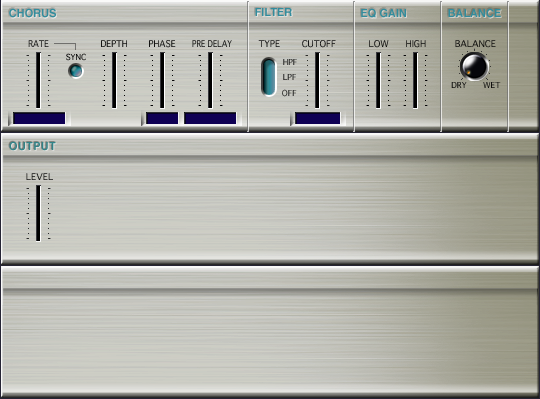 CHORUS
FILTER
EQ GAIN
BALANCE
RATE
SYNC
DEPTH
PHASE
PRE DELAY
TYPE
HPF
LPF
OFF
CUTOFF
LOW
HIGH
BALANCE
DRY
WET
OUTPUT
LEVEL